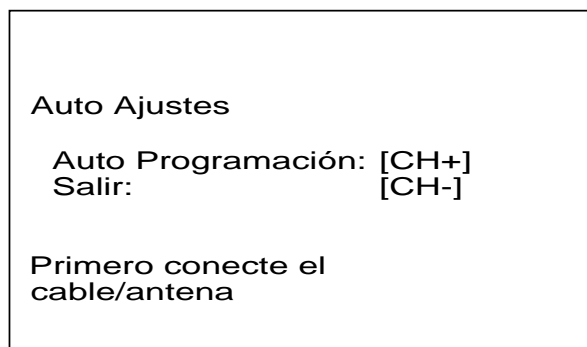 Auto Ajustes
Auto Programación: [CH+]
Salir: [CH-]
Primero conecte el
cable/antena